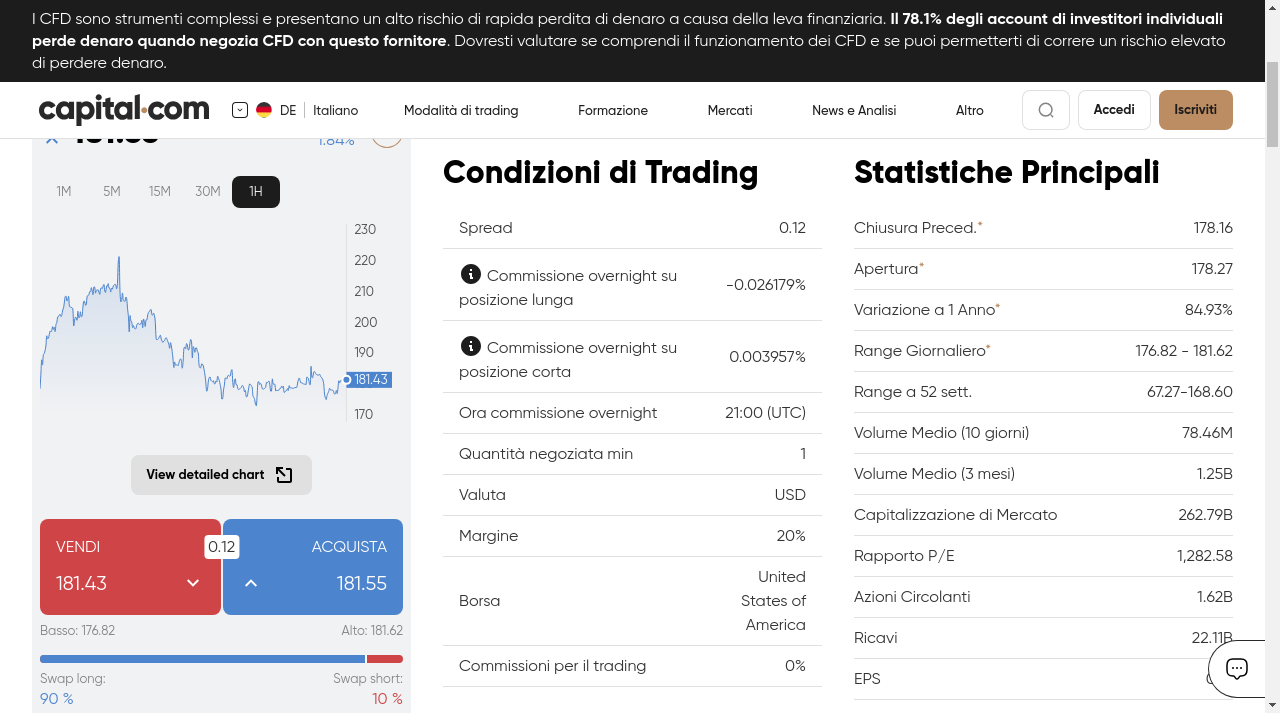 I CFD sono strumenti complessi e presentano un alto rischio di rapida perdita di denaro a causa della leva finanziaria. Il 78.1% degli account di investitori individuali
perde denaro quando negozia CFD con questo fornitore. Dovresti valutare se comprendi il funzionamento dei CFD e se puoi permetterti di correre un rischio elevato
di perdere denaro.
capital.com DE Italiano Modalità di trading Formazione Mercati News e Analisi Altro Accedi Iscriviti
1.84%
1M 5M 15M 30M 1H
230
220
210
200
190
181.43
170
View detailed chart
VENDI 0.12 ACQUISTA
181.43 181.55
Basso: 176.82 Alto: 181.62
Swap long: Swap short:
90 % 10 %
Condizioni di Trading
Spread 0.12
Commissione overnight su
posizione lunga -0.026179%
Commissione overnight su
posizione corta 0.003957%
Ora commissione overnight 21:00 (UTC)
Quantità negoziata min 1
Valuta USD
Margine 20%
Borsa United
States of
America
Commissioni per il trading 0%
Statistiche Principali
Chiusura Preced.* 178.16
Apertura* 178.27
Variazione a 1 Anno* 84.93%
Range Giornaliero* 176.82 - 181.62
Range a 52 sett. 67.27-168.60
Volume Medio (10 giorni) 78.46M
Volume Medio (3 mesi) 1.25B
Capitalizzazione di Mercato 262.79B
Rapporto P/E 1,282.58
Azioni Circolanti 1.62B
Ricavi 22.11B
EPS